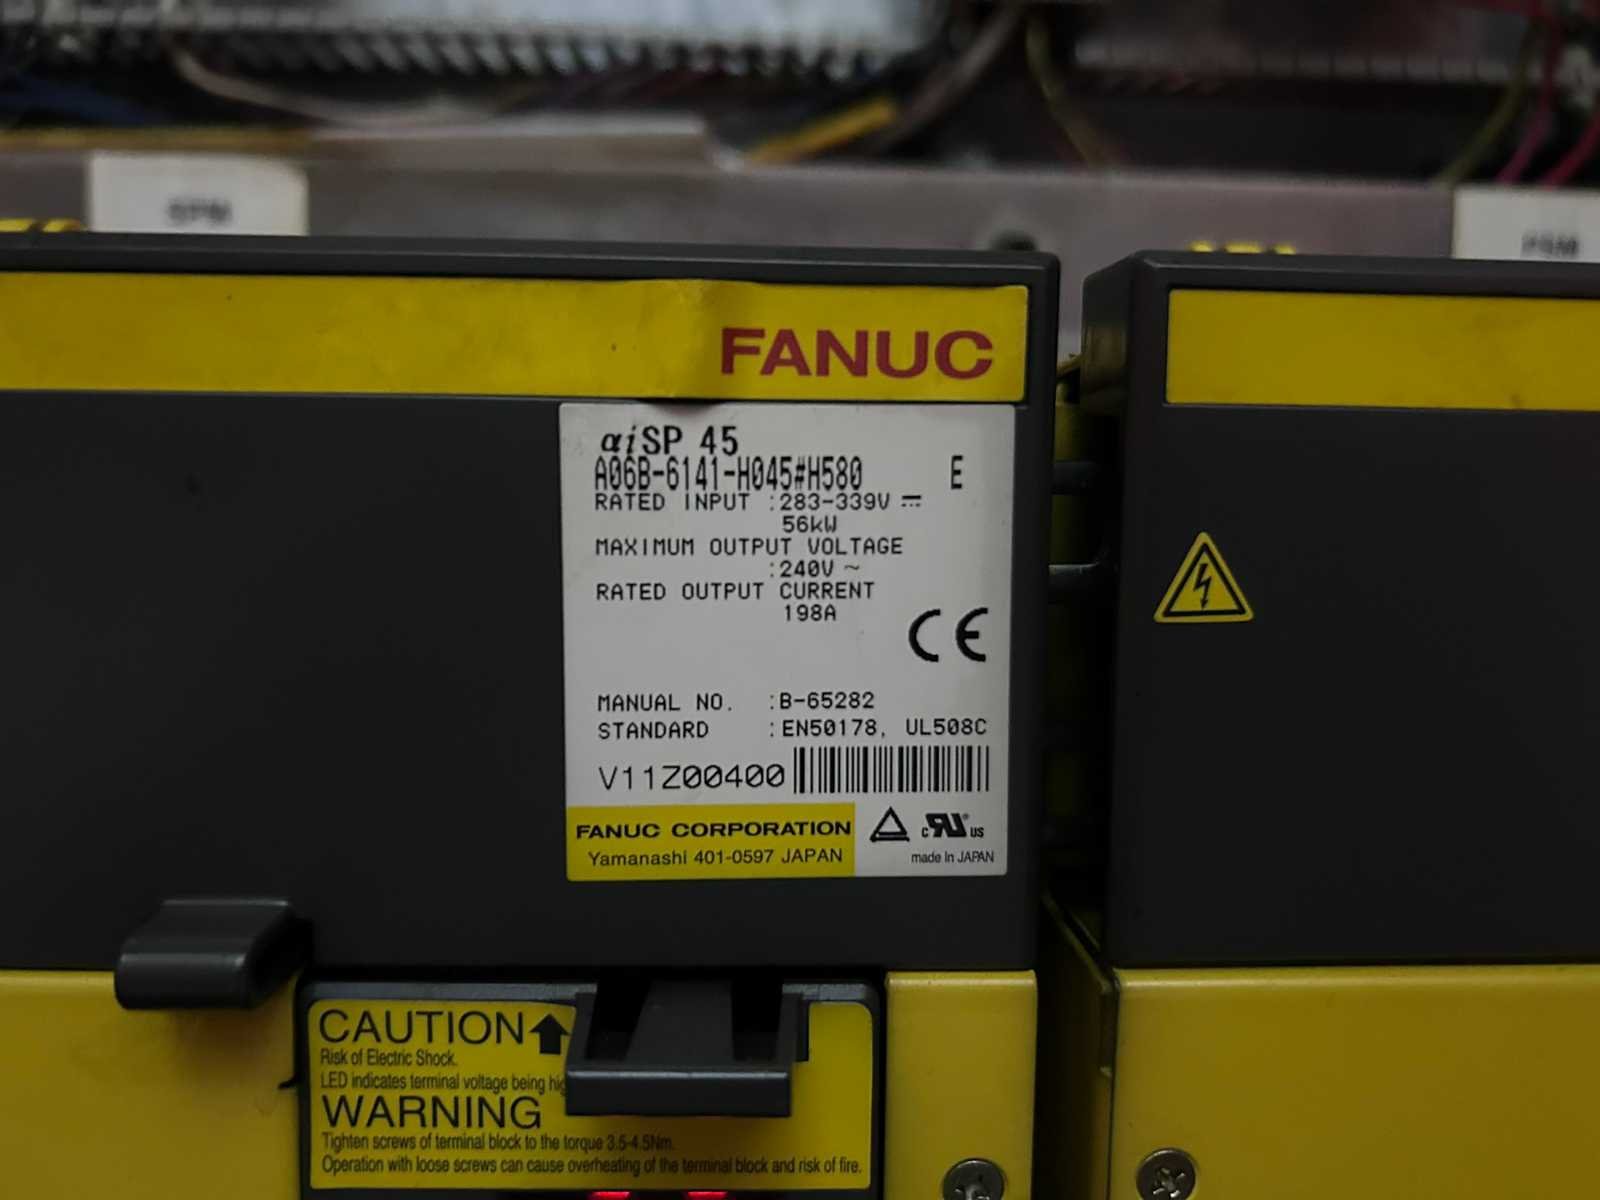 SPM
PSM
FANUC
αiSP 45
A06B-6141-H045#H580 E
RATED INPUT :283-339V ⎓
56kW
MAXIMUM OUTPUT VOLTAGE
:240V ~
RATED OUTPUT CURRENT
198A
CE
MANUAL NO. :B-65282
STANDARD :EN50178, UL508C
V11Z00400
FANUC CORPORATION
Yamanashi 401-0597 JAPAN
c RU us
made in JAPAN
CAUTION
Risk of Electric Shock.
LED indicates terminal voltage being
WARNING
Tighten screws of terminal block to the torque 3.5-4.5Nm.
Operation with loose screws can cause overheating of the terminal block and risk of fire.